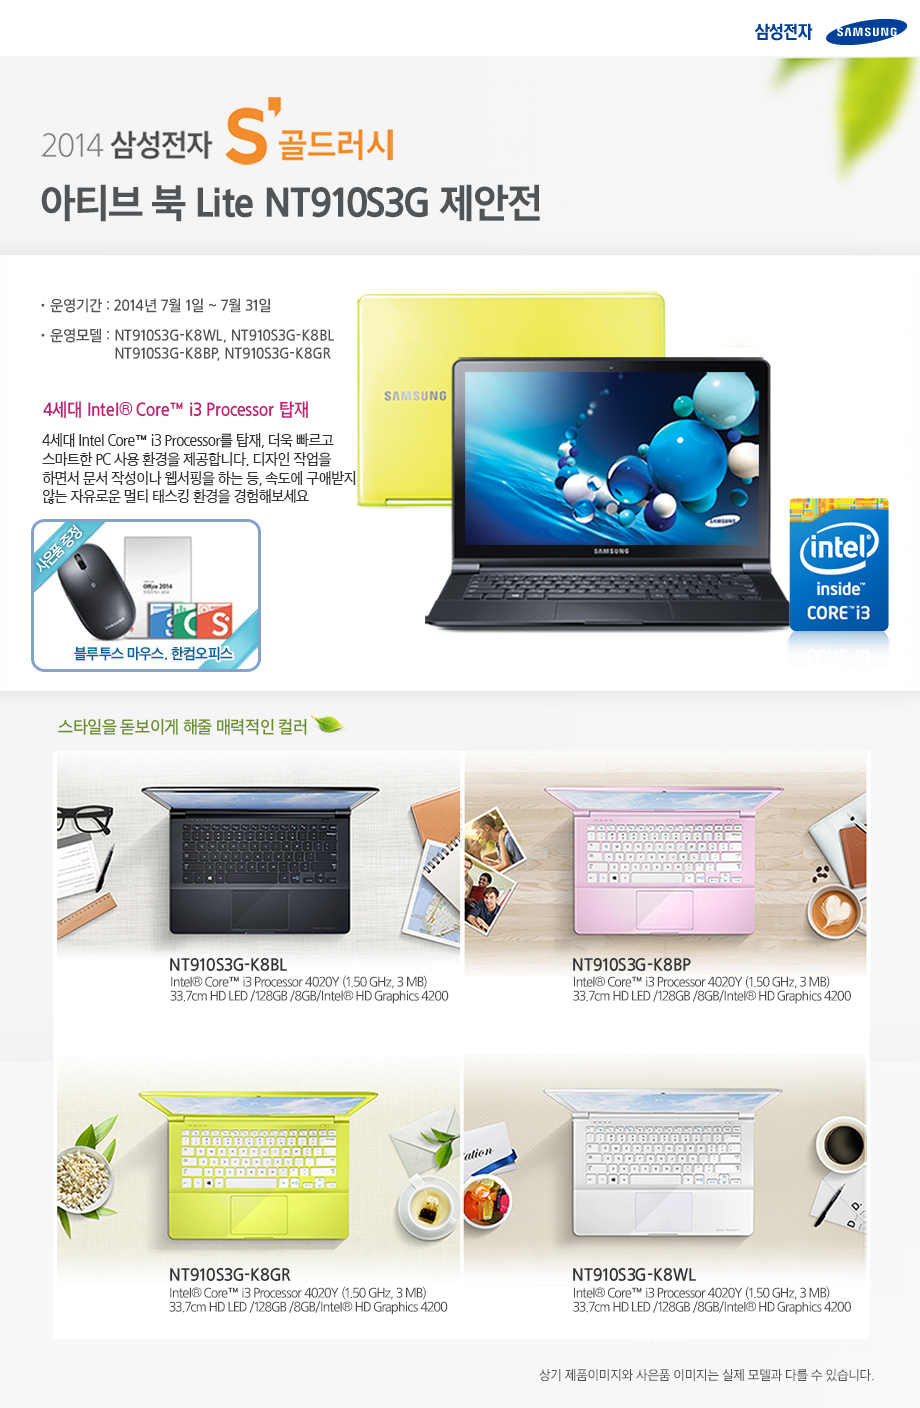 삼성전자 SAMSUNG
2014 삼성전자 S' 골드러시
아티브 북 Lite NT910S3G 제안전
· 운영기간 : 2014년 7월 1일 ~ 7월 31일
· 운영모델 : NT910S3G-K8WL, NT910S3G-K8BL
NT910S3G-K8BP, NT910S3G-K8GR
4세대 Intel® Core™ i3 Processor 탑재
4세대 Intel Core™ i3 Processor를 탑재, 더욱 빠르고
스마트한 PC 사용 환경을 제공합니다. 디자인 작업을
하면서 문서 작성이나 웹서핑을 하는 등, 속도에 구애받지
않는 자유로운 멀티 태스킹 환경을 경험해보세요
SAMSUNG
SAMSUNG
SAMSUNG
intel®
inside™
CORE™ i3
사은품 증정
Office 2014
SAMSUNG
S
블루투스 마우스. 한컴오피스
스타일을 돋보이게 해줄 매력적인 컬러
NT910S3G-K8BL
Intel® Core™ i3 Processor 4020Y (1.50 GHz, 3 MB)
33.7cm HD LED /128GB /8GB/Intel® HD Graphics 4200
NT910S3G-K8BP
Intel® Core™ i3 Processor 4020Y (1.50 GHz, 3 MB)
33.7cm HD LED /128GB /8GB/Intel® HD Graphics 4200
NT910S3G-K8GR
Intel® Core™ i3 Processor 4020Y (1.50 GHz, 3 MB)
33.7cm HD LED /128GB /8GB/Intel® HD Graphics 4200
NT910S3G-K8WL
Intel® Core™ i3 Processor 4020Y (1.50 GHz, 3 MB)
33.7cm HD LED /128GB /8GB/Intel® HD Graphics 4200
상기 제품이미지와 사은품 이미지는 실제 모델과 다를 수 있습니다.